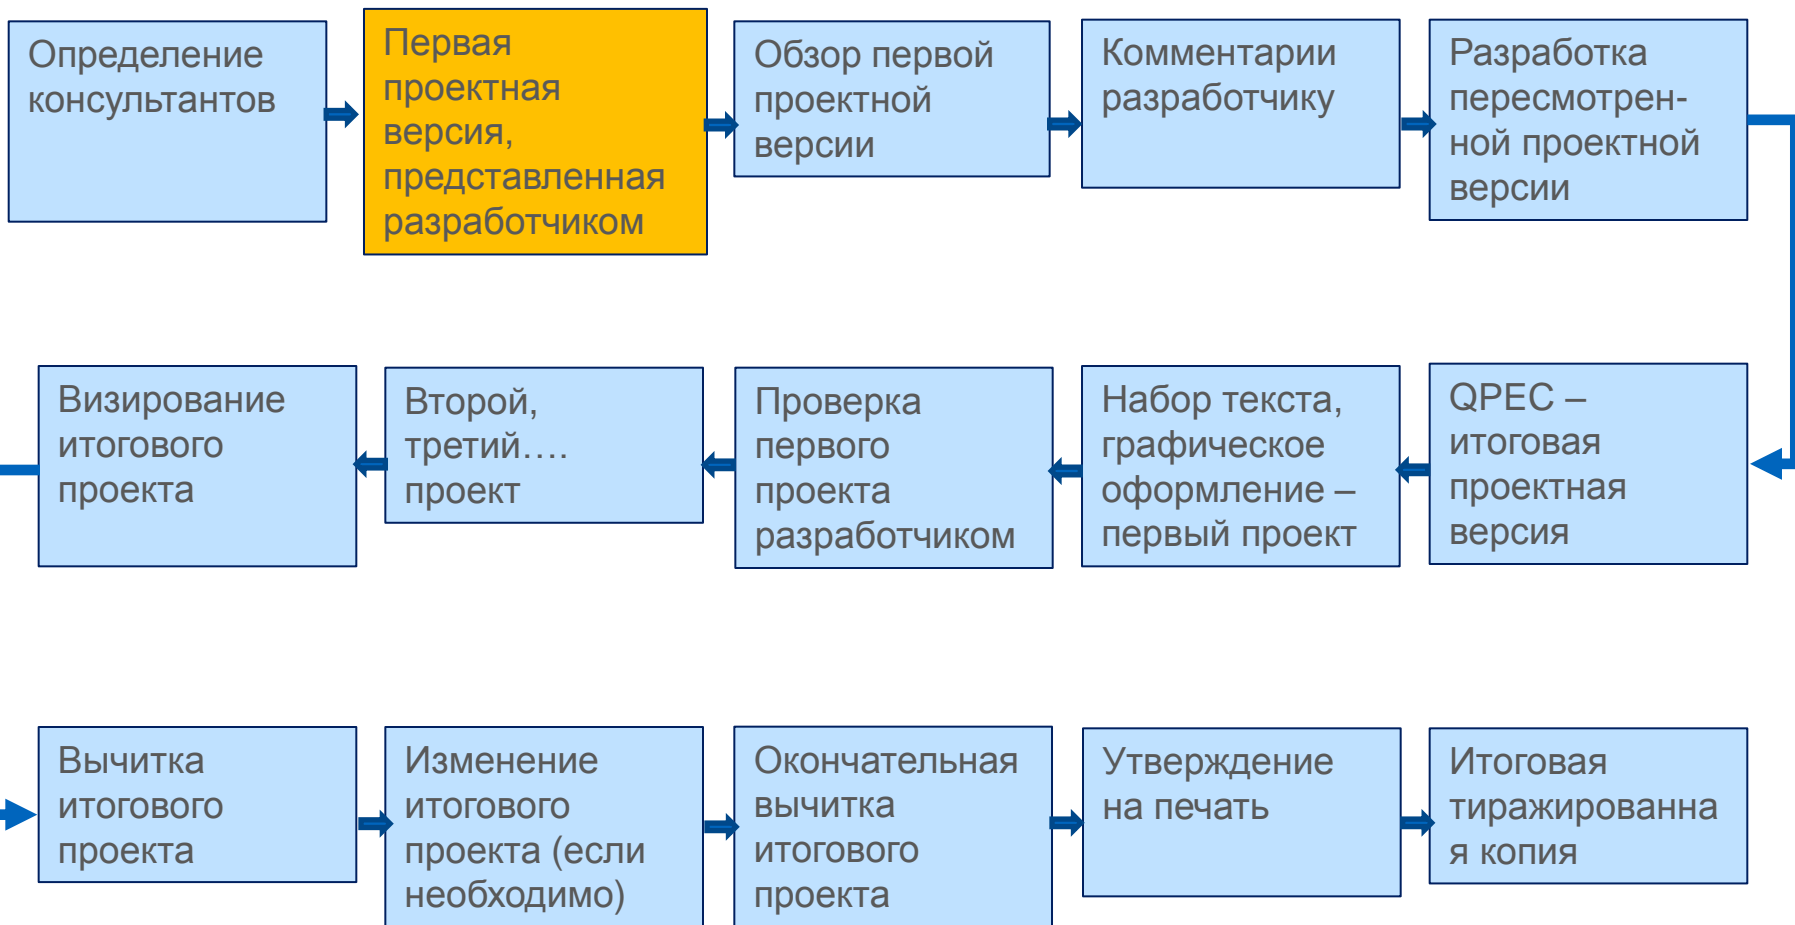 Определение
консультантов
Первая
проектная
версия,
представленная
разработчиком
Обзор первой
проектной
версии
Комментарии
разработчику
Разработка
пересмотрен-
ной проектной
версии
QPEC –
итоговая
проектная
версия
Набор текста,
графическое
оформление –
первый проект
Проверка
первого
проекта
разработчиком
Второй,
третий….
проект
Визирование
итогового
проекта
Вычитка
итогового
проекта
Изменение
итогового
проекта (если
необходимо)
Окончательная
вычитка
итогового
проекта
Утверждение
на печать
Итоговая
тиражированна
я копия